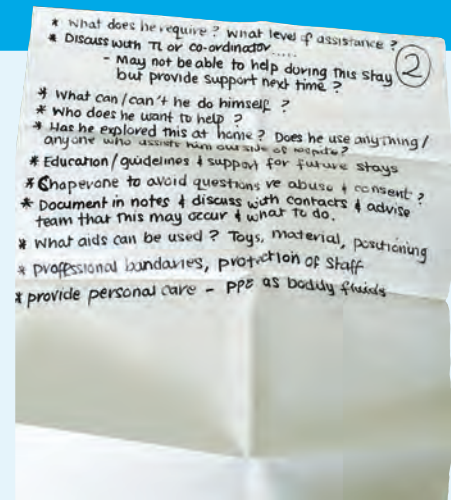 * What does he require? What level of assistance?
* Discuss with TL or co-ordinator.....
- May not be able to help during this stay
but provide support next time?
②
* What can/can't he do himself?
* Who does he want to help?
* Has he explored this at home? Does he use anything/
anyone who assists him outside of respite?
* Education/guidelines & support for future stays
* Chaperone to avoid questions re abuse & consent?
* Document in notes & discuss with contacts & advise
team that this may occur & what to do.
* What aids can be used? Toys, material, positioning
* proffssional bundaries, protection of staff
* provide personal care - PPE as bodily fluids